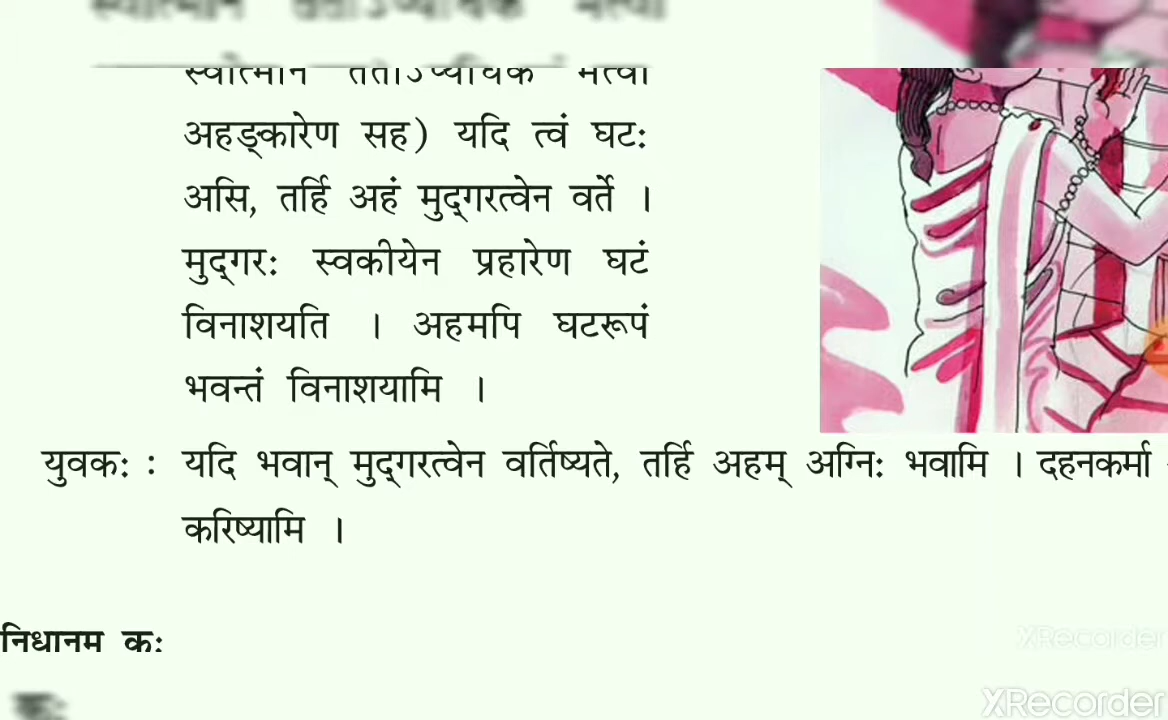 अहङ्कारेण सह) यदि त्वं घटः
असि, तर्हि अहं मुद्गरत्वेन वर्ते ।
मुद्गरः स्वकीयेन प्रहारेण घटं
विनाशयति । अहमपि घटरूपं
भवन्तं विनाशयामि ।
युवकः : यदि भवान् मुद्गरत्वेन वर्तिष्यते, तर्हि अहम् अग्निः भवामि । दहनकर्मा
करिष्यामि ।
निधानम कः
XRecorder
XRecorder